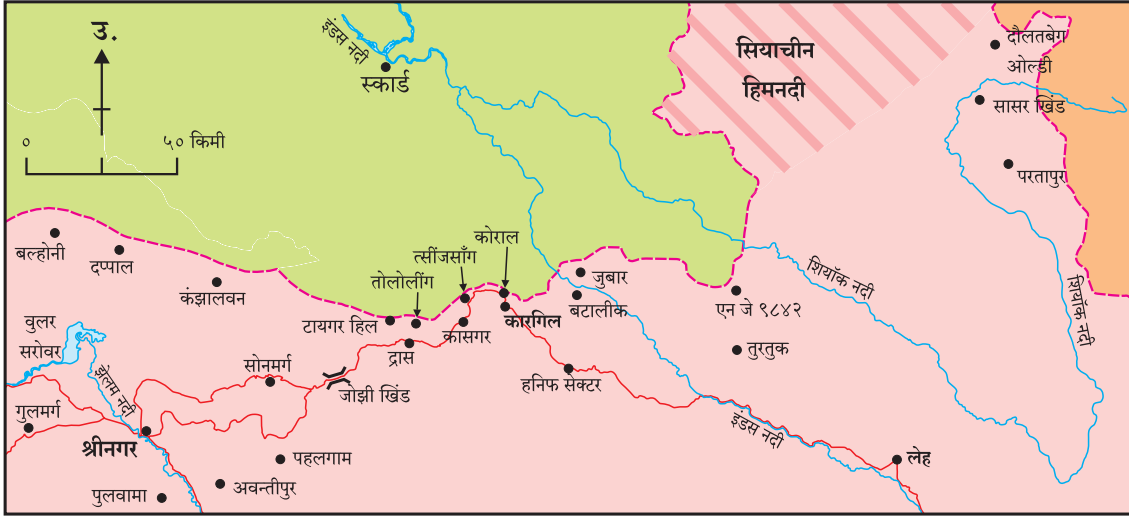 उ.
० ५० किमी
इंडस नदी
स्कार्ड
सियाचीन
हिमनदी
दौलतबेग
ओल्डी
सासर खिंड
परतापुर
बल्होनी
दप्पाल
कंझालवन
कोराल
त्सींजसाँग
तोलोलींग
जुबार
बटालीक
शियॉक नदी
शियॉक नदी
एन जे ९८४२
तुरतुक
टायगर हिल
कासगर
कारगिल
द्रास
वुलर
सरोवर
झेलम नदी
सोनमर्ग
जोझी खिंड
हनिफ सेक्टर
गुलमर्ग
श्रीनगर
इंडस नदी
लेह
पहलगाम
अवन्तीपुर
पुलवामा